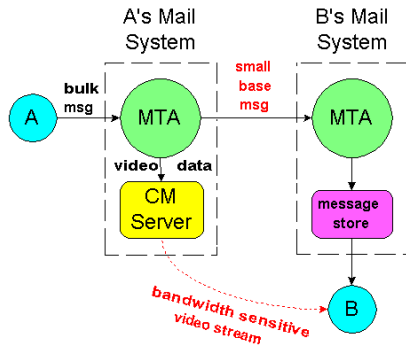 A's Mail
System
B's Mail
System
A
bulk
msg
MTA
small
base
msg
MTA
video data
CM
Server
message
store
bandwidth sensitive
video stream
B